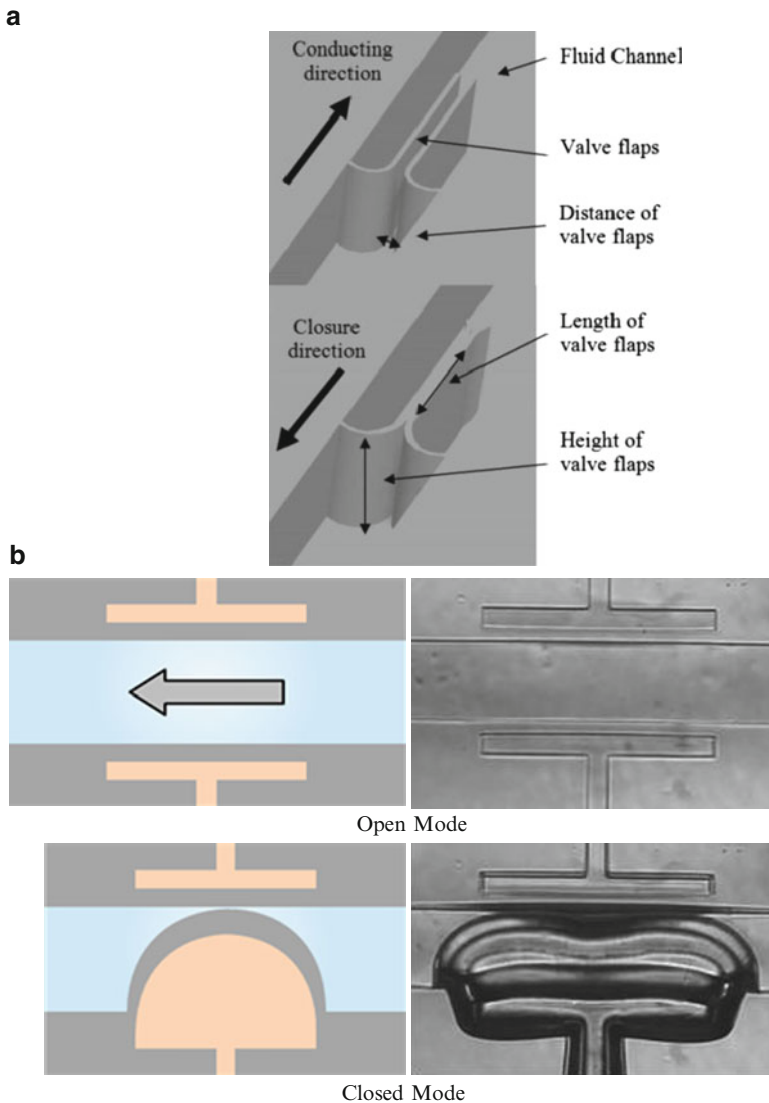 a
Conducting
direction
Fluid Channel
Valve flaps
Distance of
valve flaps
Closure
direction
Length of
valve flaps
Height of
valve flaps
b
Open Mode
Closed Mode